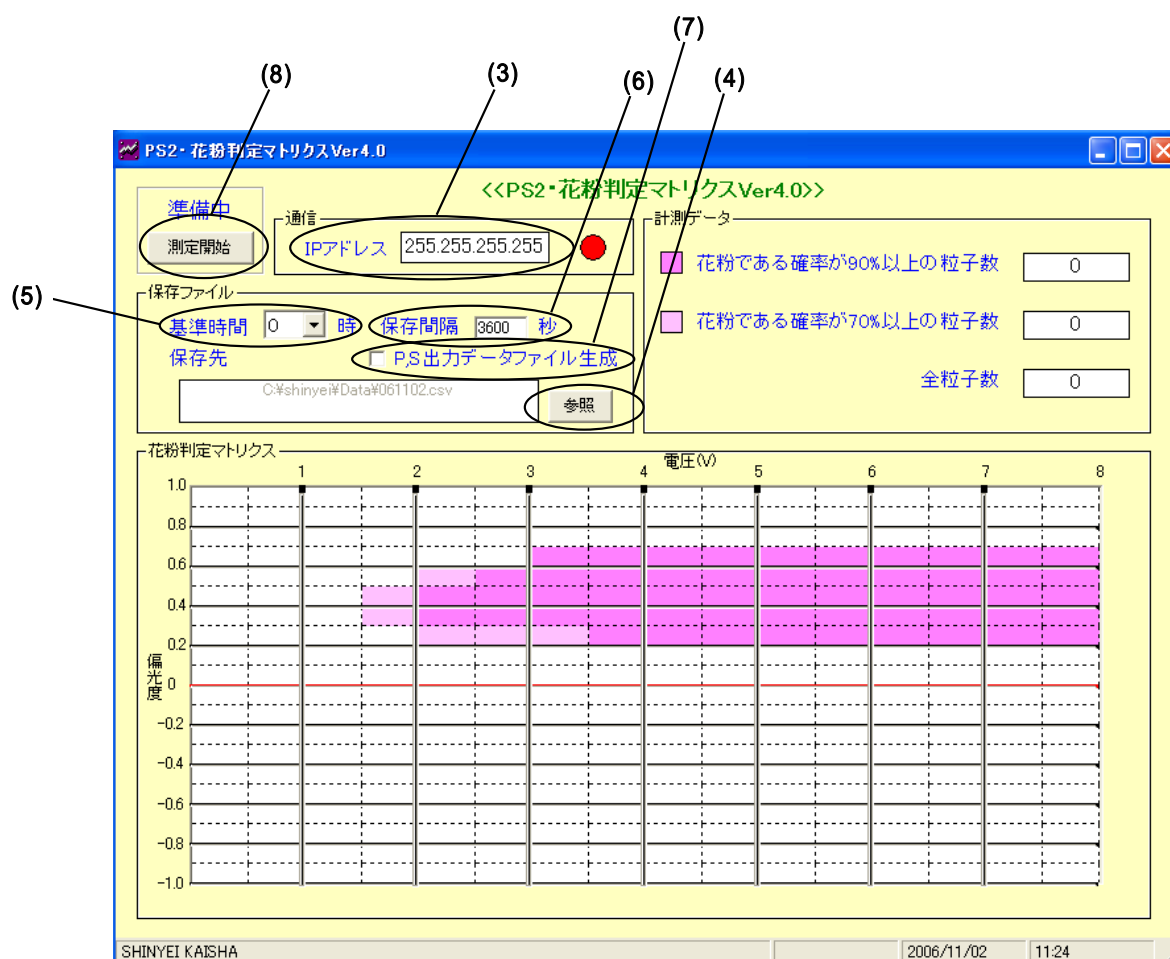 (7)
(8)
(3)
(6)
(4)
PS2・花粉判定マトリクスVer4.0
<<PS2・花粉判定マトリクスVer4.0>>
準備中
測定開始
通信
IPアドレス 255.255.255.255
計測データ
花粉である確率が90%以上の粒子数 0
花粉である確率が70%以上の粒子数 0
全粒子数 0
(5)
保存ファイル
基準時間 0 時 保存間隔 3600 秒
保存先 P,S出力データファイル生成
C:¥shinyei¥Data¥061102.csv
参照
花粉判定マトリクス
電圧(V)
1 2 3 4 5 6 7 8
1.0
0.8
0.6
0.4
0.2
偏光度
0
-0.2
-0.4
-0.6
-0.8
-1.0
SHINYEI KAISHA 2006/11/02 11:24